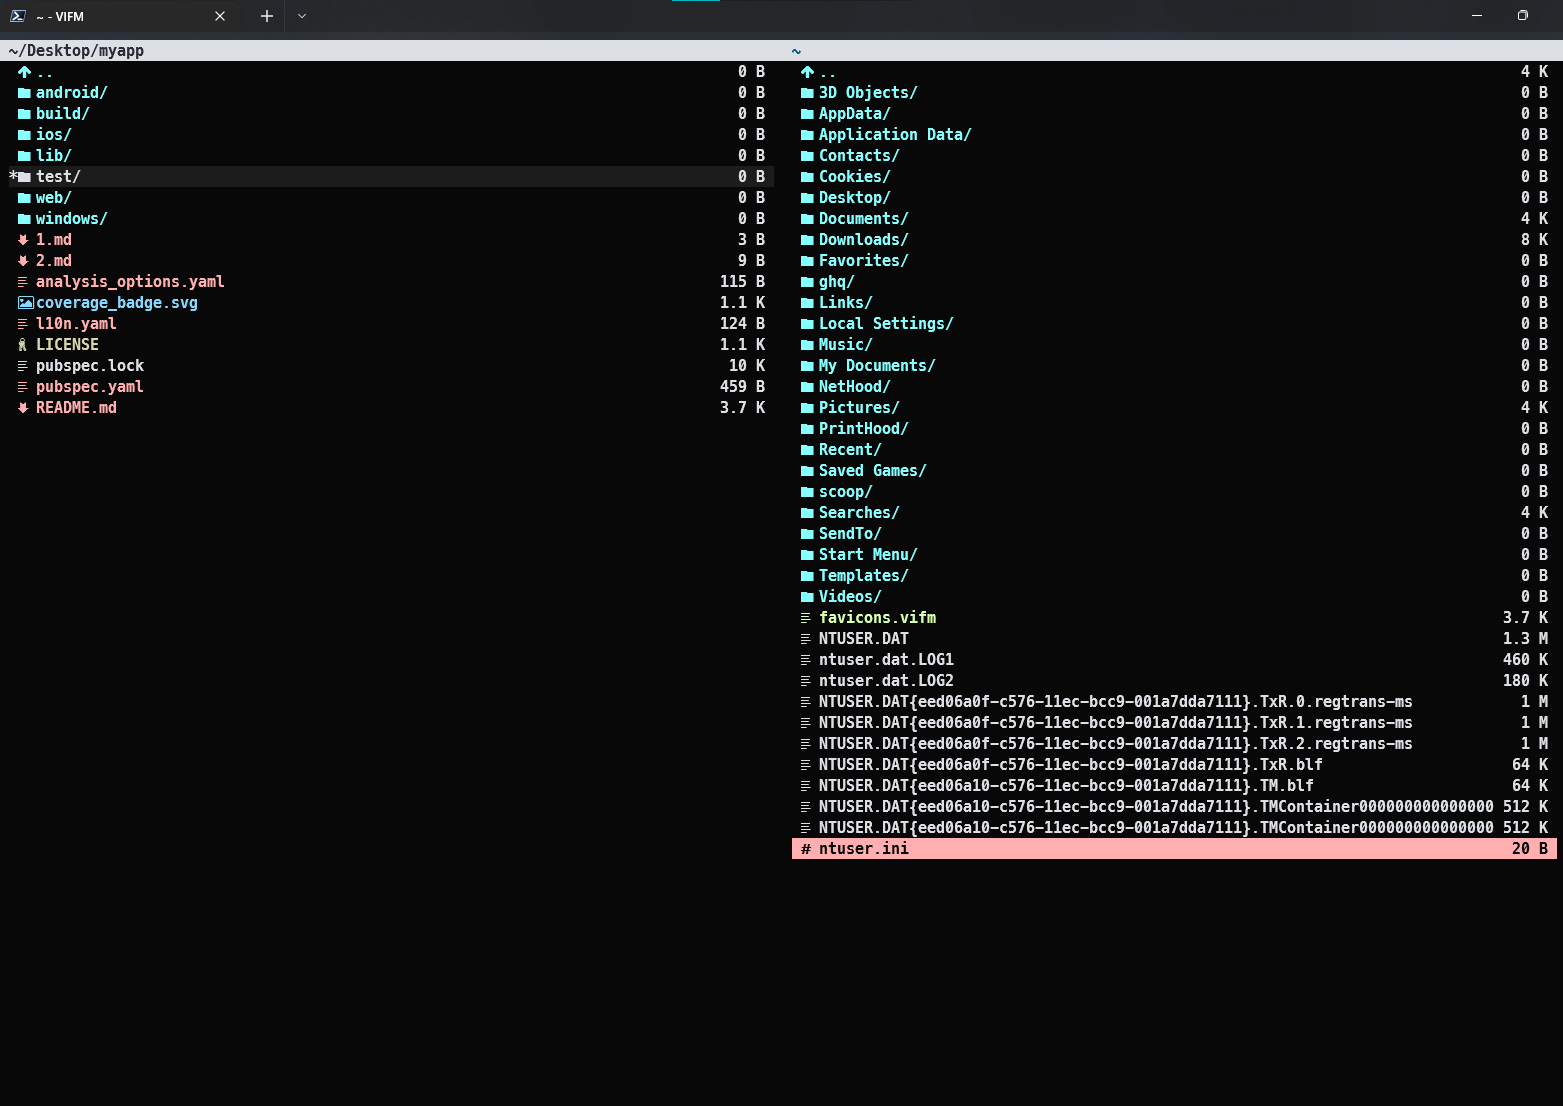 ~ - VIFM
~/Desktop/myapp
.. 0 B
android/ 0 B
build/ 0 B
ios/ 0 B
lib/ 0 B
*test/ 0 B
web/ 0 B
windows/ 0 B
1.md 3 B
2.md 9 B
analysis_options.yaml 115 B
coverage_badge.svg 1.1 K
l10n.yaml 124 B
LICENSE 1.1 K
pubspec.lock 10 K
pubspec.yaml 459 B
README.md 3.7 K
~
.. 4 K
3D Objects/ 0 B
AppData/ 0 B
Application Data/ 0 B
Contacts/ 0 B
Cookies/ 0 B
Desktop/ 0 B
Documents/ 4 K
Downloads/ 8 K
Favorites/ 0 B
ghq/ 0 B
Links/ 0 B
Local Settings/ 0 B
Music/ 0 B
My Documents/ 0 B
NetHood/ 0 B
Pictures/ 4 K
PrintHood/ 0 B
Recent/ 0 B
Saved Games/ 0 B
scoop/ 0 B
Searches/ 4 K
SendTo/ 0 B
Start Menu/ 0 B
Templates/ 0 B
Videos/ 0 B
favicons.vifm 3.7 K
NTUSER.DAT 1.3 M
ntuser.dat.LOG1 460 K
ntuser.dat.LOG2 180 K
NTUSER.DAT{eed06a0f-c576-11ec-bcc9-001a7dda7111}.TxR.0.regtrans-ms 1 M
NTUSER.DAT{eed06a0f-c576-11ec-bcc9-001a7dda7111}.TxR.1.regtrans-ms 1 M
NTUSER.DAT{eed06a0f-c576-11ec-bcc9-001a7dda7111}.TxR.2.regtrans-ms 1 M
NTUSER.DAT{eed06a0f-c576-11ec-bcc9-001a7dda7111}.TxR.blf 64 K
NTUSER.DAT{eed06a10-c576-11ec-bcc9-001a7dda7111}.TM.blf 64 K
NTUSER.DAT{eed06a10-c576-11ec-bcc9-001a7dda7111}.TMContainer000000000000000 512 K
NTUSER.DAT{eed06a10-c576-11ec-bcc9-001a7dda7111}.TMContainer000000000000000 512 K
# ntuser.ini 20 B